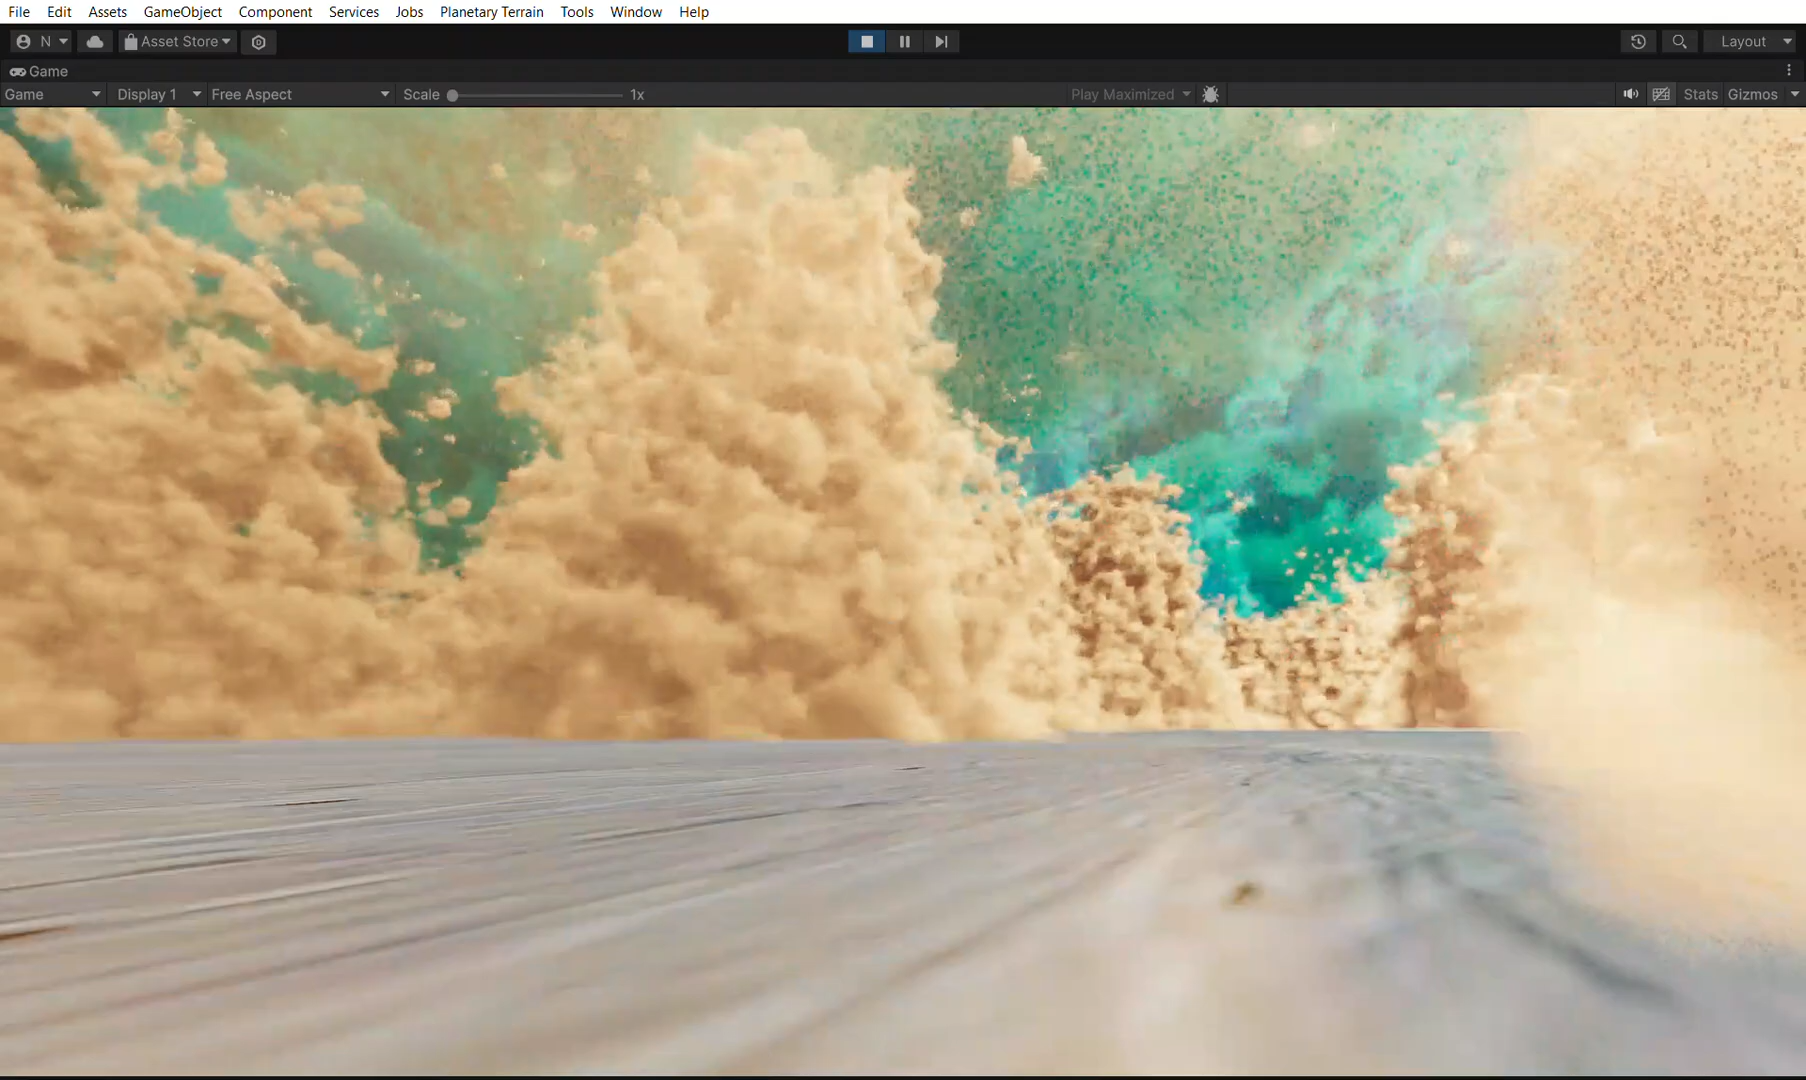 File Edit Assets GameObject Component Services Jobs Planetary Terrain Tools Window Help
N Asset Store Layout
Game
Game Display 1 Free Aspect Scale 1x Play Maximized Stats Gizmos